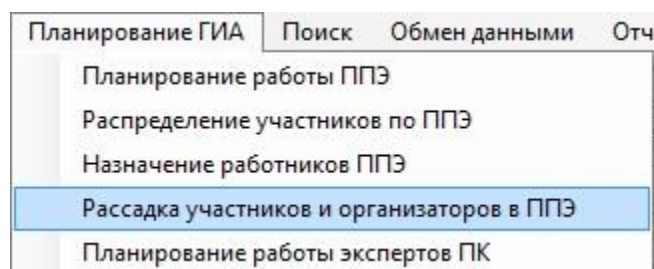 Планирование ГИА Поиск Обмен данными Отч
Планирование работы ППЭ
Распределение участников по ППЭ
Назначение работников ППЭ
Рассадка участников и организаторов в ППЭ
Планирование работы экспертов ПК